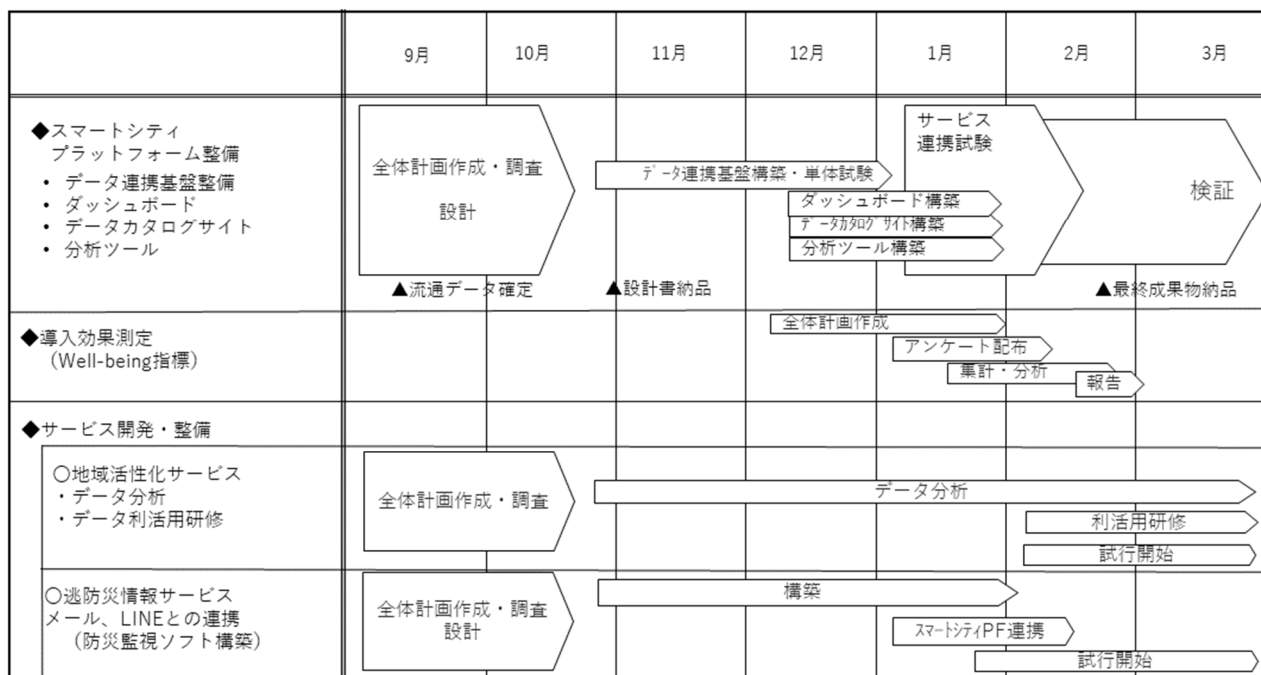 9月
10月
11月
12月
1月
2月
3月
◆スマートシティ
プラットフォーム整備
• データ連携基盤整備
• ダッシュボード
• データカタログサイト
• 分析ツール
全体計画作成・調査
設計
ﾃﾞｰﾀ連携基盤構築・単体試験
ダッシュボード構築
ﾃﾞｰﾀｶﾀﾛｸﾞｻｲﾄ構築
分析ツール構築
サービス
連携試験
検証
▲流通データ確定
▲設計書納品
▲最終成果物納品
◆導入効果測定
（Well-being指標）
全体計画作成
アンケート配布
集計・分析
報告
◆サービス開発・整備
〇地域活性化サービス
・データ分析
・データ利活用研修
全体計画作成・調査
データ分析
利活用研修
試行開始
〇逃防災情報サービス
メール、LINEとの連携
（防災監視ソフト構築）
全体計画作成・調査
設計
構築
ｽﾏｰﾄｼﾃｨPF連携
試行開始